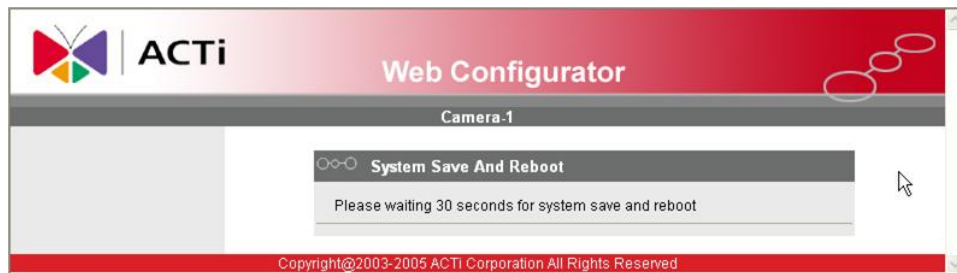 ACTi
Web Configurator
Camera-1
System Save And Reboot
Please waiting 30 seconds for system save and reboot
Copyright@2003-2005 ACTi Corporation All Rights Reserved